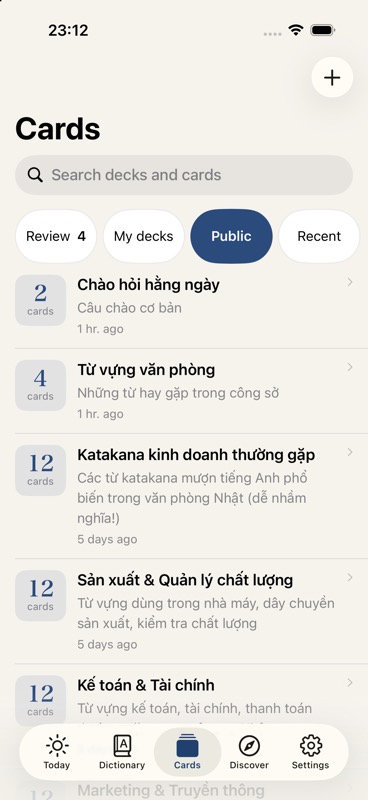 23:12
Cards
Search decks and cards
Review 4
My decks
Public
Recent
2
cards
Chào hỏi hằng ngày
Câu chào cơ bản
1 hr. ago
4
cards
Từ vựng văn phòng
Những từ hay gặp trong công sở
1 hr. ago
12
cards
Katakana kinh doanh thường gặp
Các từ katakana mượn tiếng Anh phổ
biến trong văn phòng Nhật (dễ nhầm
nghĩa!)
5 days ago
12
cards
Sản xuất & Quản lý chất lượng
Từ vựng dùng trong nhà máy, dây chuyền
sản xuất, kiểm tra chất lượng
5 days ago
12
cards
Kế toán & Tài chính
Từ vựng kế toán, tài chính, thanh toán
Today
Dictionary
Cards
Discover
Settings
12
Marketing & Truyền thông